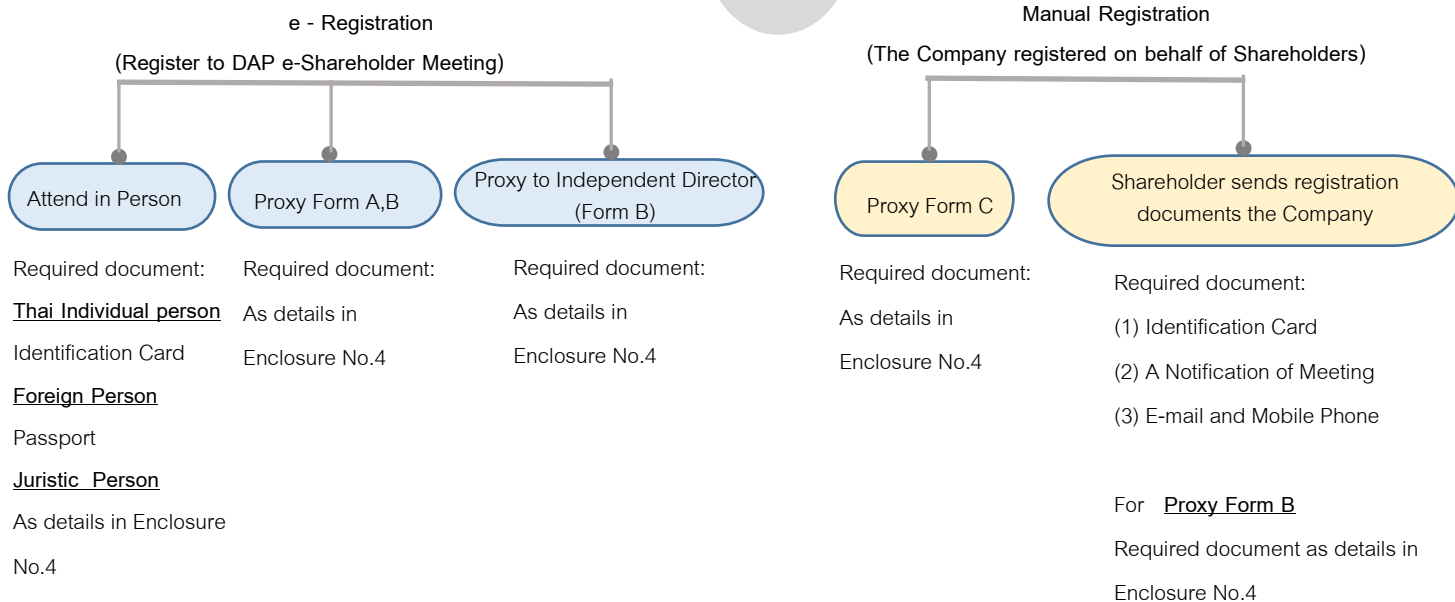 e - Registration
(Register to DAP e-Shareholder Meeting)
Attend in Person
Required document:
Thai Individual person
Identification Card
Foreign Person
Passport
Juristic Person
As details in Enclosure
No.4
Proxy Form A,B
Required document:
As details in
Enclosure No.4
Proxy to Independent Director
(Form B)
Required document:
As details in
Enclosure No.4
Manual Registration
(The Company registered on behalf of Shareholders)
Proxy Form C
Required document:
As details in
Enclosure No.4
Shareholder sends registration
documents the Company
Required document:
(1) Identification Card
(2) A Notification of Meeting
(3) E-mail and Mobile Phone
For Proxy Form B
Required document as details in
Enclosure No.4